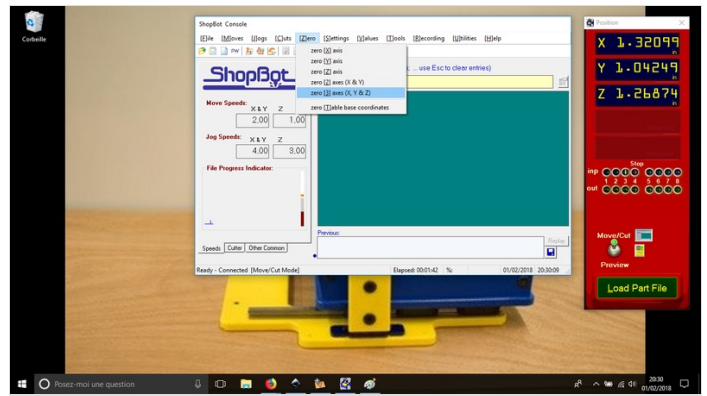 Corbeille
ShopBot Console
[F]ile [M]oves [J]ogs [C]uts [Z]ero [S]ettings [V]alues [T]ools [R]ecording [U]tilities [H]elp
zero [X] axis
zero [Y] axis
zero [Z] axis
zero [2] axes (X & Y)
zero [3] axes (X, Y & Z)
zero [T]able base coordinates
... use Esc to clear entries)
ShopBot
Move Speeds:
X & Y Z
2.00 1.00
Jog Speeds:
X & Y Z
4.00 3.00
File Progress Indicator:
Previous:
Replay
Speeds Cutter Other Common
Ready - Connected [Move/Cut Mode] Elapsed: 00:01:42 %: 01/02/2018 20:30:09
Position
X 1.32099
in
Y 1.04249
in
Z 1.26874
in
Stop
inp
1 2 3 4 5 6 7 8
out
Move/Cut
Preview
Load Part File
Posez-moi une question
20:30
01/02/2018